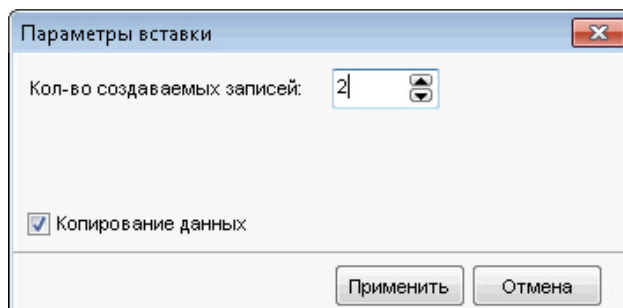 Параметры вставки
Кол-во создаваемых записей: 2
Копирование данных
Применить Отмена